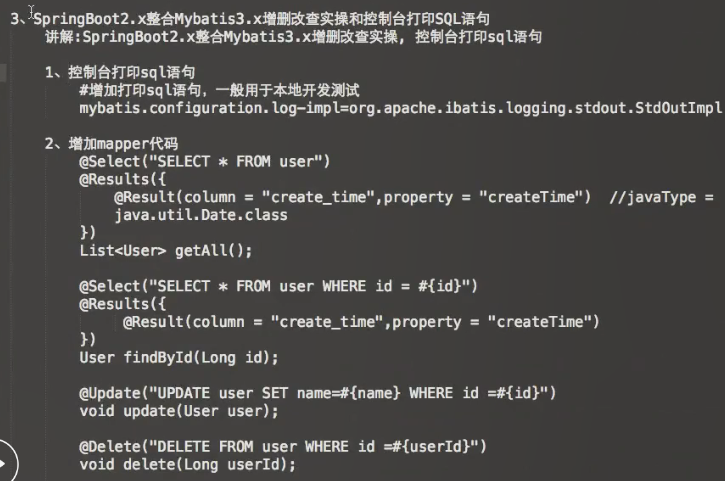 3、SpringBoot2.x整合Mybatis3.x增删改查实操和控制台打印SQL语句
讲解:SpringBoot2.x整合Mybatis3.x增删改查实操, 控制台打印sql语句
1、控制台打印sql语句
#增加打印sql语句，一般用于本地开发测试
mybatis.configuration.log-impl=org.apache.ibatis.logging.stdout.StdOutImpl
2、增加mapper代码
@Select("SELECT * FROM user")
@Results({
@Result(column = "create_time",property = "createTime")  //javaType =
java.util.Date.class
})
List<User> getAll();
@Select("SELECT * FROM user WHERE id = #{id}")
@Results({
@Result(column = "create_time",property = "createTime")
})
User findById(Long id);
@Update("UPDATE user SET name=#{name} WHERE id =#{id}")
void update(User user);
@Delete("DELETE FROM user WHERE id =#{userId}")
void delete(Long userId);